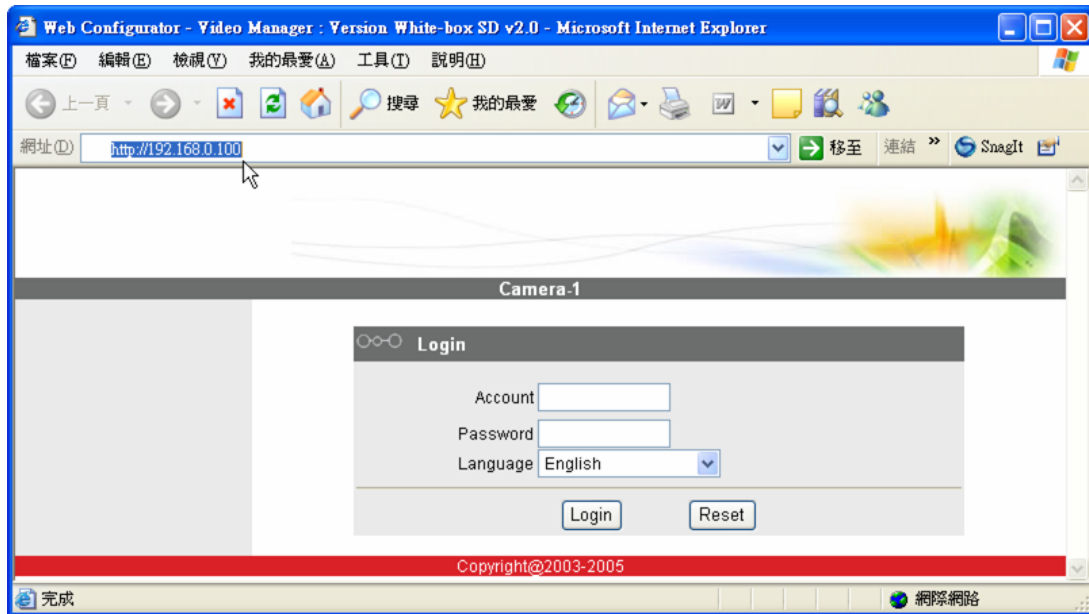 Web Configurator - Video Manager : Version White-box SD v2.0 - Microsoft Internet Explorer
檔案(F) 編輯(E) 檢視(V) 我的最愛(A) 工具(T) 說明(H)
上一頁 搜尋 我的最愛 W
網址(D) http://192.168.0.100 移至 連結 » SnagIt
Camera-1
Login
Account
Password
Language English
Login Reset
Copyright@2003-2005
完成 網際網路